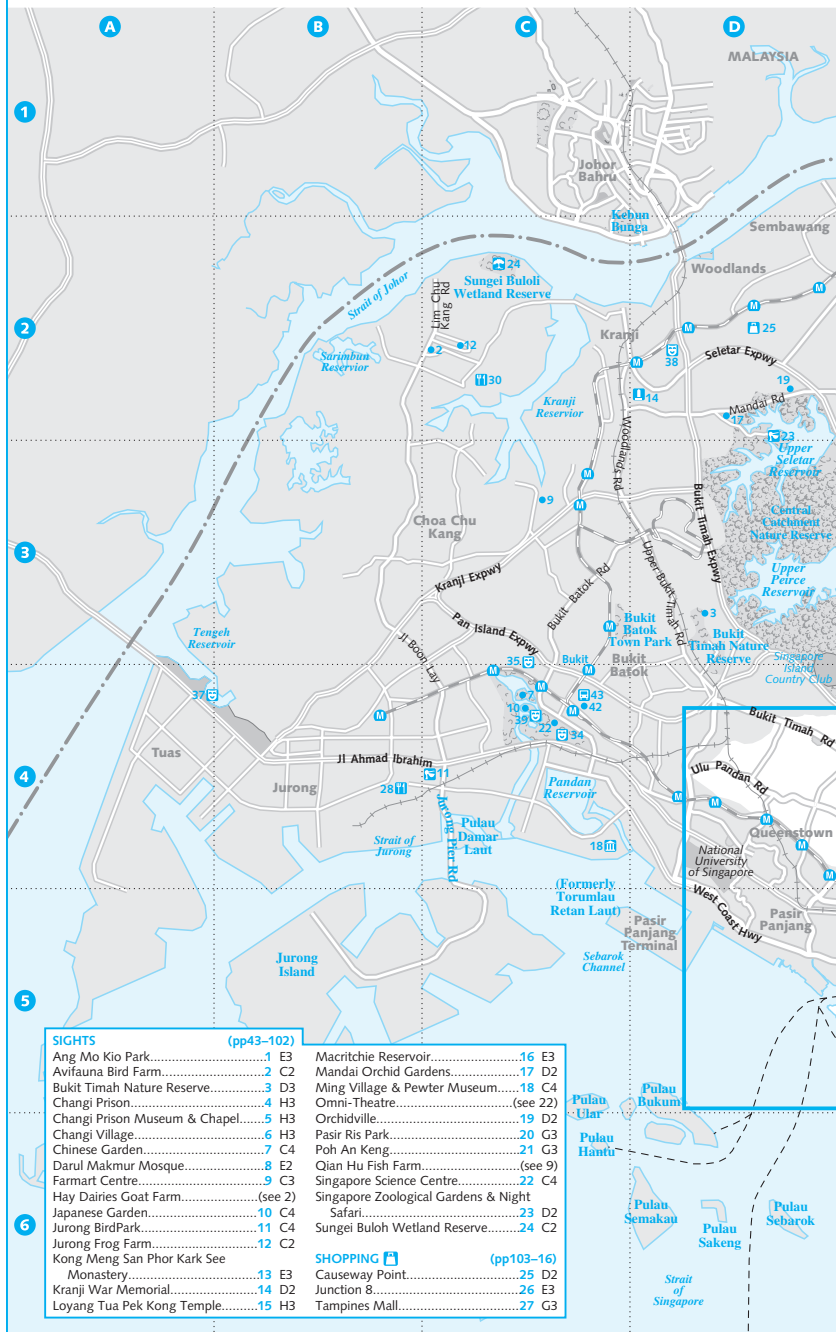 A
B
C
D
MALAYSIA
1
Johor
Bahru
Kebun
Bunga
Sembawang
Woodlands
24
Sungei Buloli
Wetland Reserve
Strait of Johor
Lim Chu
Kang Rd
2
M
M
M
25
Kranji
38
M
2
12
Sarimbun
Reservior
Seletar Expwy
30
14
19
Kranji
Reservior
Mandai Rd
17
23
Upper
Seletar
Reservoir
Woodlands Rd
M
M
9
Bukit Timah Expwy
Central
Catchment
Nature Reserve
Choa Chu
Kang
3
KranjI Expwy
Bukit Batok Rd
Upper Bukit
Timah Rd
Upper
Peirce
Reservoir
Pan Island Expwy
M
Bukit
Batok
Town Park
3
Bukit
Timah Nature
Reserve
Tengeh
Reservoir
Jl Boon Lay
35
Bukit
M
Bukit
Batok
Singapore
Island
Country Club
37
M
M
7
43
10
M
42
39
22
34
M
Bukit Timah Rd
Tuas
4
Jl Ahmad Ibrahim
11
Ulu Pandan Rd
Jurong
28
Pandan
Reservoir
M
M
M
Queenstown
Jurong Pier Rd
Pulau
Damar
Laut
Strait of
Jurong
18
M
National
University
of Singapore
M
(Formerly
Torumlau
Retan Laut)
West Coast Hwy
Pasir
Panjang
Terminal
Pasir
Panjang
Jurong
Island
Sebarok
Channel
5
SIGHTS (pp43–102)
Ang Mo Kio Park 1 E3
Avifauna Bird Farm 2 C2
Bukit Timah Nature Reserve 3 D3
Changi Prison 4 H3
Changi Prison Museum & Chapel 5 H3
Changi Village 6 H3
Chinese Garden 7 C4
Darul Makmur Mosque 8 E2
Farmart Centre 9 C3
Hay Dairies Goat Farm (see 2)
Japanese Garden 10 C4
Jurong BirdPark 11 C4
Jurong Frog Farm 12 C2
Kong Meng San Phor Kark See
Monastery 13 E3
Kranji War Memorial 14 D2
Loyang Tua Pek Kong Temple 15 H3
Macritchie Reservoir 16 E3
Mandai Orchid Gardens 17 D2
Ming Village & Pewter Museum 18 C4
Omni-Theatre (see 22)
Orchidville 19 D2
Pasir Ris Park 20 G3
Poh An Keng 21 G3
Qian Hu Fish Farm (see 9)
Singapore Science Centre 22 C4
Singapore Zoological Gardens & Night
Safari 23 D2
Sungei Buloh Wetland Reserve 24 C2
SHOPPING (pp103–16)
Causeway Point 25 D2
Junction 8 26 E3
Tampines Mall 27 G3
Pulau
Ular
Pulau
Bukum
Pulau
Hantu
Pulau
Semakau
Pulau
Sakeng
Pulau
Sebarok
6
Strait
of
Singapore